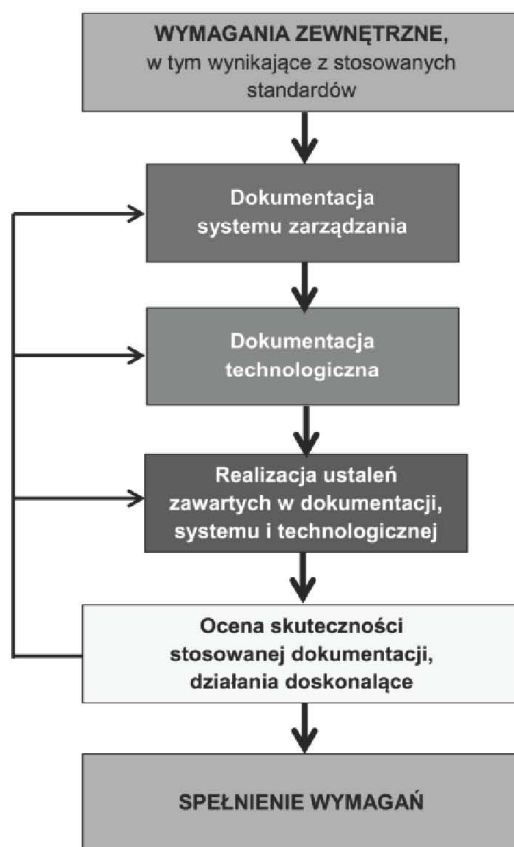 WYMAGANIA ZEWNĘTRZNE,
w tym wynikające z stosowanych
standardów
Dokumentacja
systemu zarządzania
Dokumentacja
technologiczna
Realizacja ustaleń
zawartych w dokumentacji,
systemu i technologicznej
Ocena skuteczności
stosowanej dokumentacji,
działania doskonalące
SPEŁNIENIE WYMAGAŃ